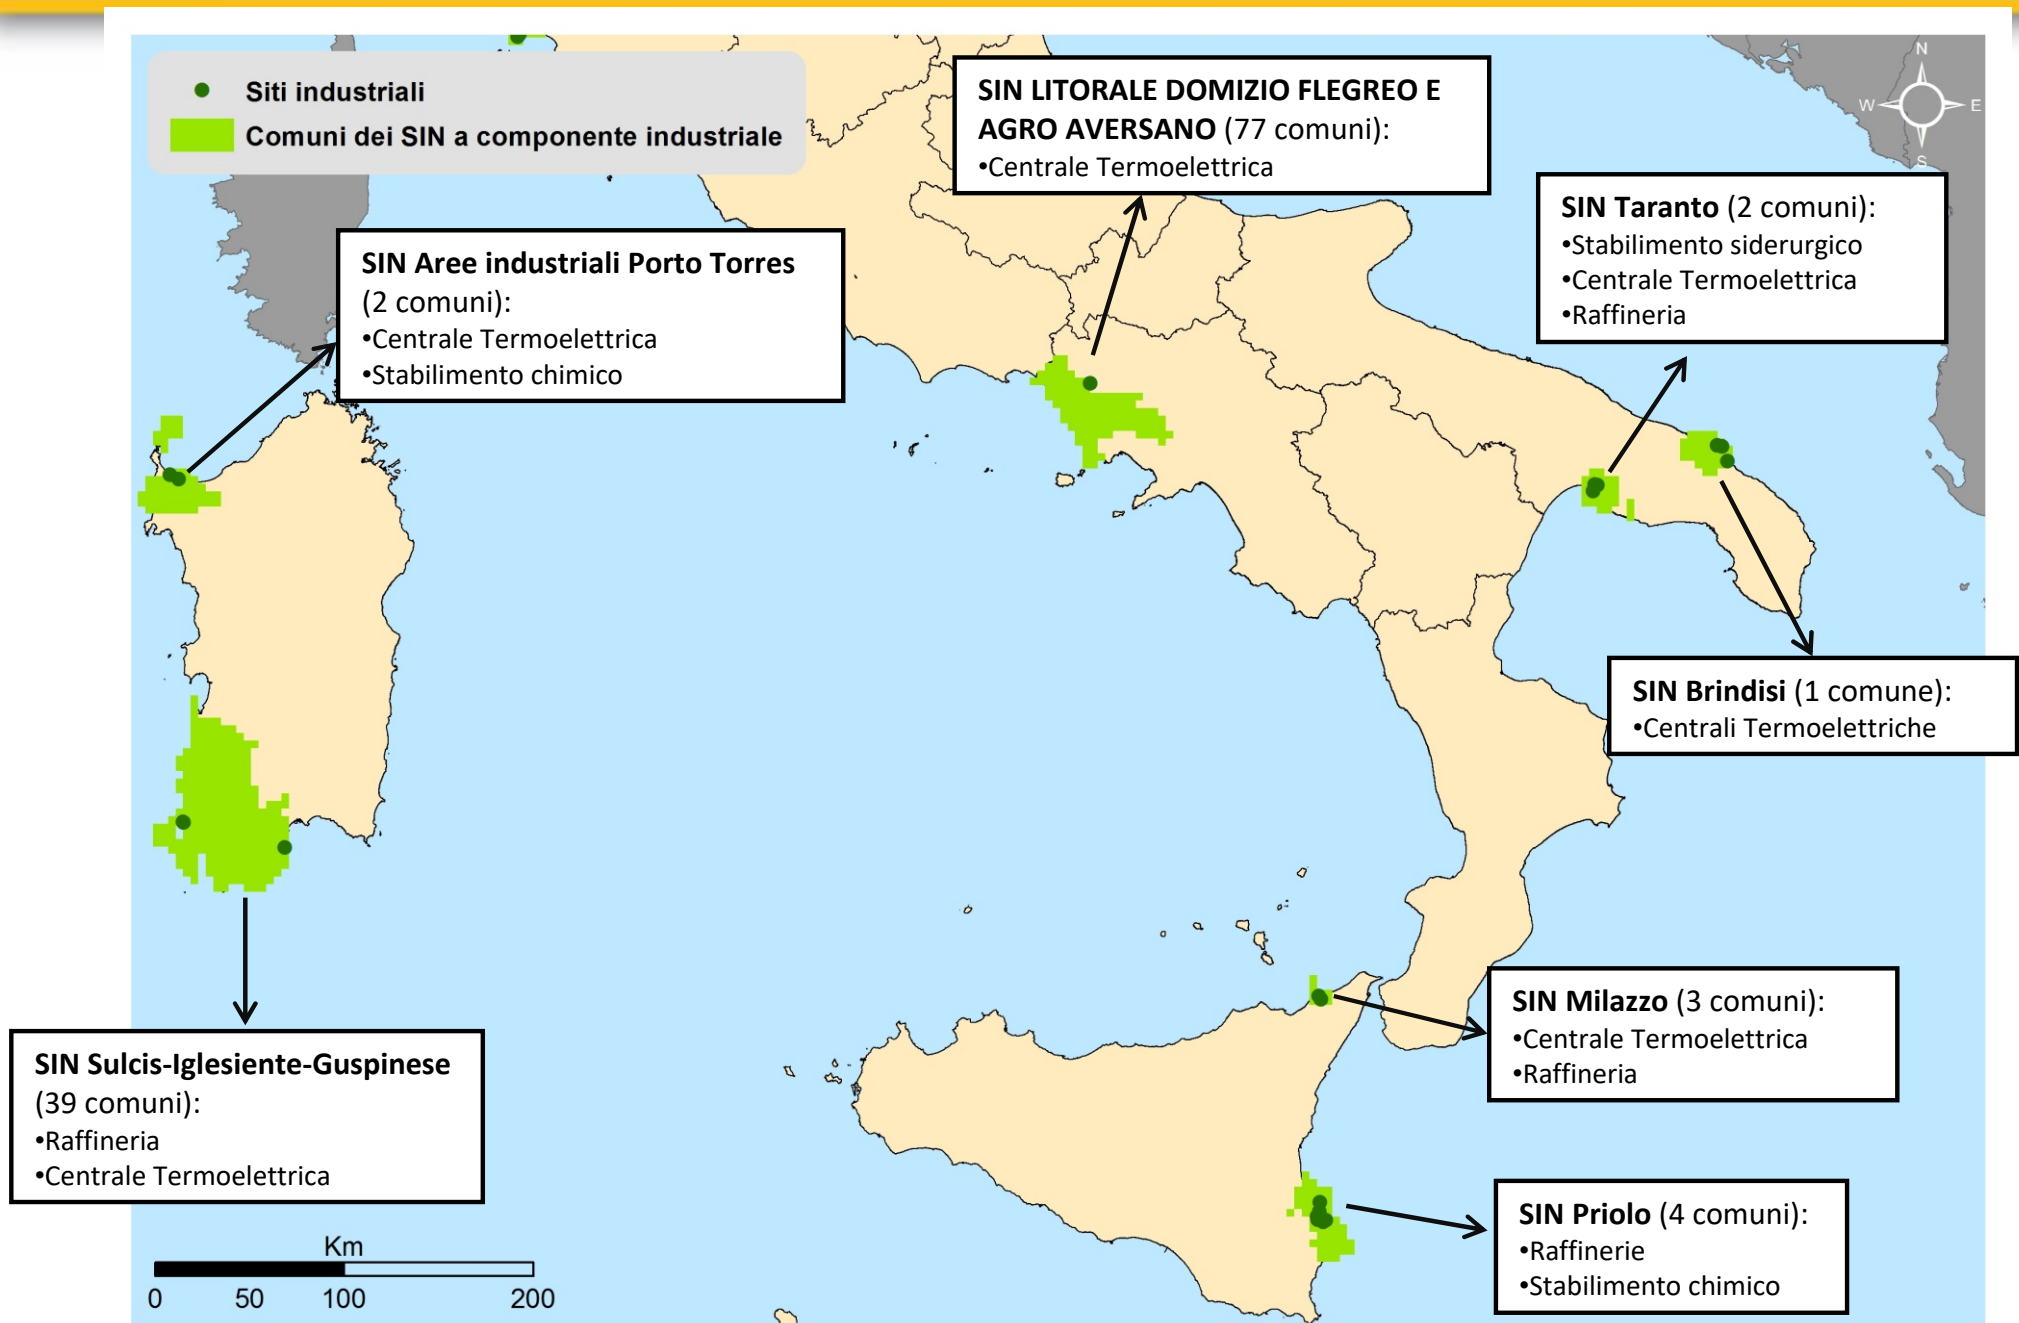 Siti industriali
Comuni dei SIN a componente industriale
SIN LITORALE DOMIZIO FLEGREO E
AGRO AVERSANO (77 comuni):
•Centrale Termoelettrica
N
W
E
S
SIN Taranto (2 comuni):
•Stabilimento siderurgico
•Centrale Termoelettrica
•Raffineria
SIN Aree industriali Porto Torres
(2 comuni):
•Centrale Termoelettrica
•Stabilimento chimico
SIN Brindisi (1 comune):
•Centrali Termoelettriche
SIN Milazzo (3 comuni):
•Centrale Termoelettrica
•Raffineria
SIN Sulcis-Iglesiente-Guspinese
(39 comuni):
•Raffineria
•Centrale Termoelettrica
SIN Priolo (4 comuni):
•Raffinerie
•Stabilimento chimico
Km
0 50 100 200